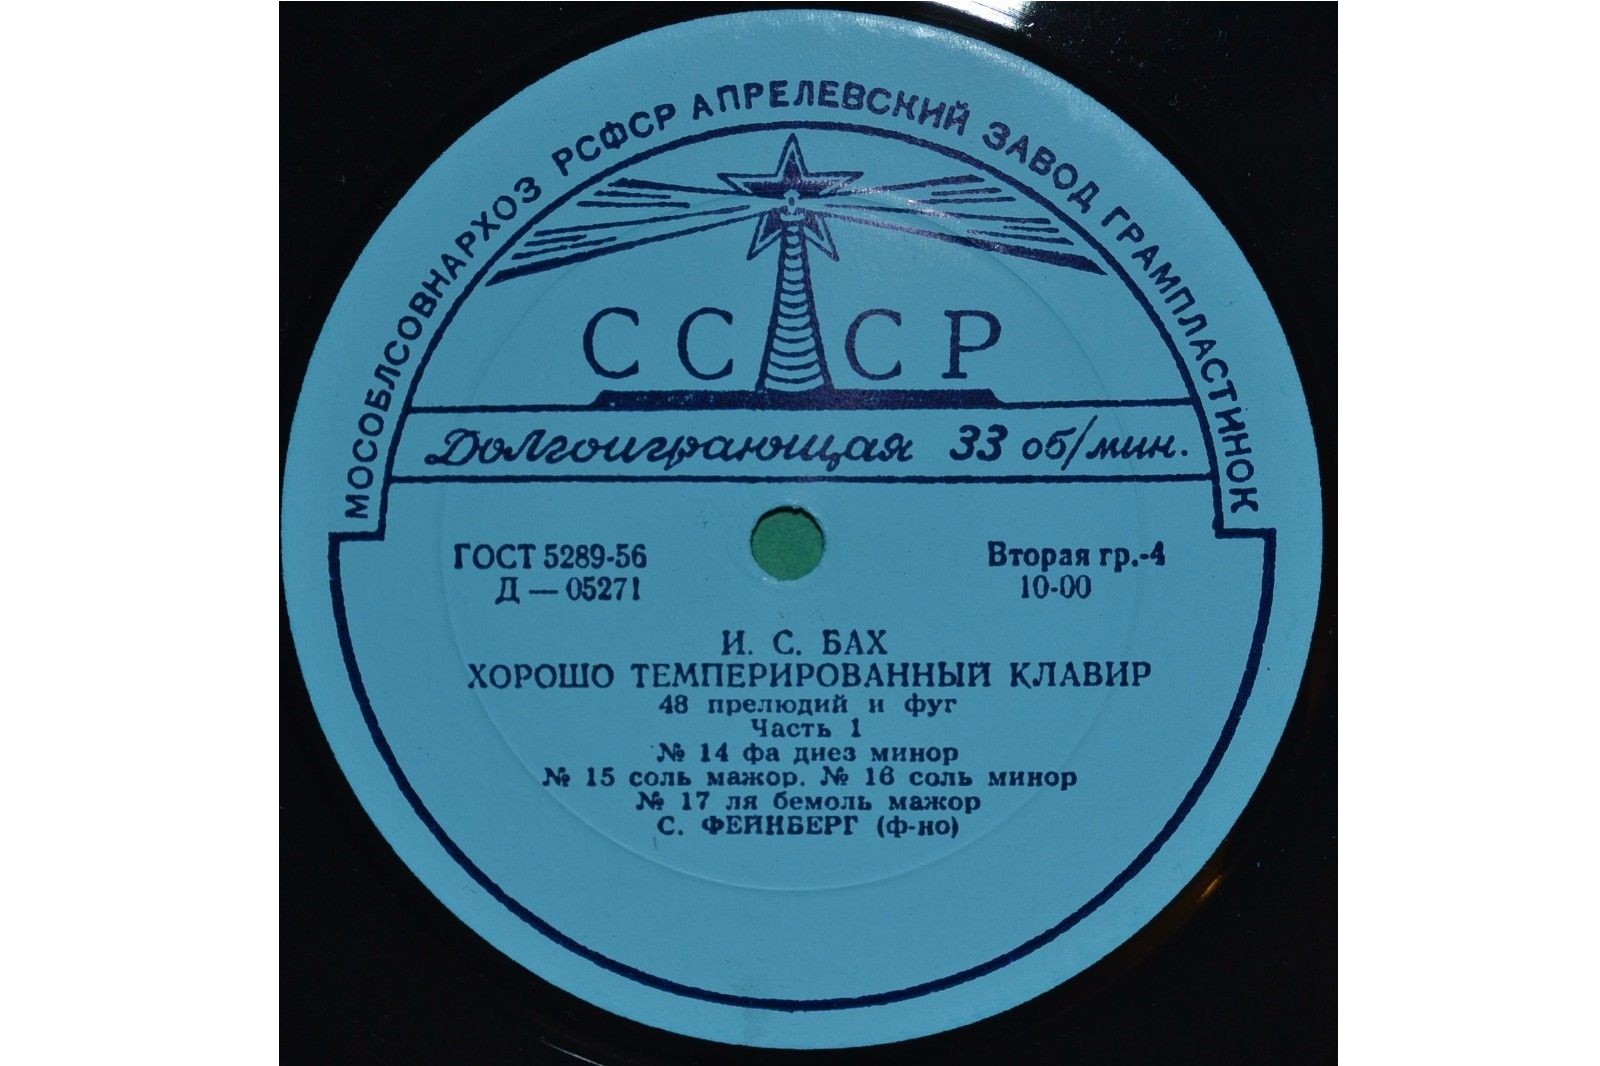 МОСОБЛСОВНАРХОЗ РСФСР АПРЕЛЕВСКИЙ ЗАВОД ГРАМПЛАСТИНОК
СССР
Долгоиграющая 33 об/мин.
ГОСТ 5289-56
Д — 05271
Вторая гр.-4
10-00
И. С. БАХ
ХОРОШО ТЕМПЕРИРОВАННЫЙ КЛАВИР
48 прелюдий и фуг
Часть 1
№ 14 фа диез минор
№ 15 соль мажор. № 16 соль минор
№ 17 ля бемоль мажор
С. ФЕЙНБЕРГ (ф-но)